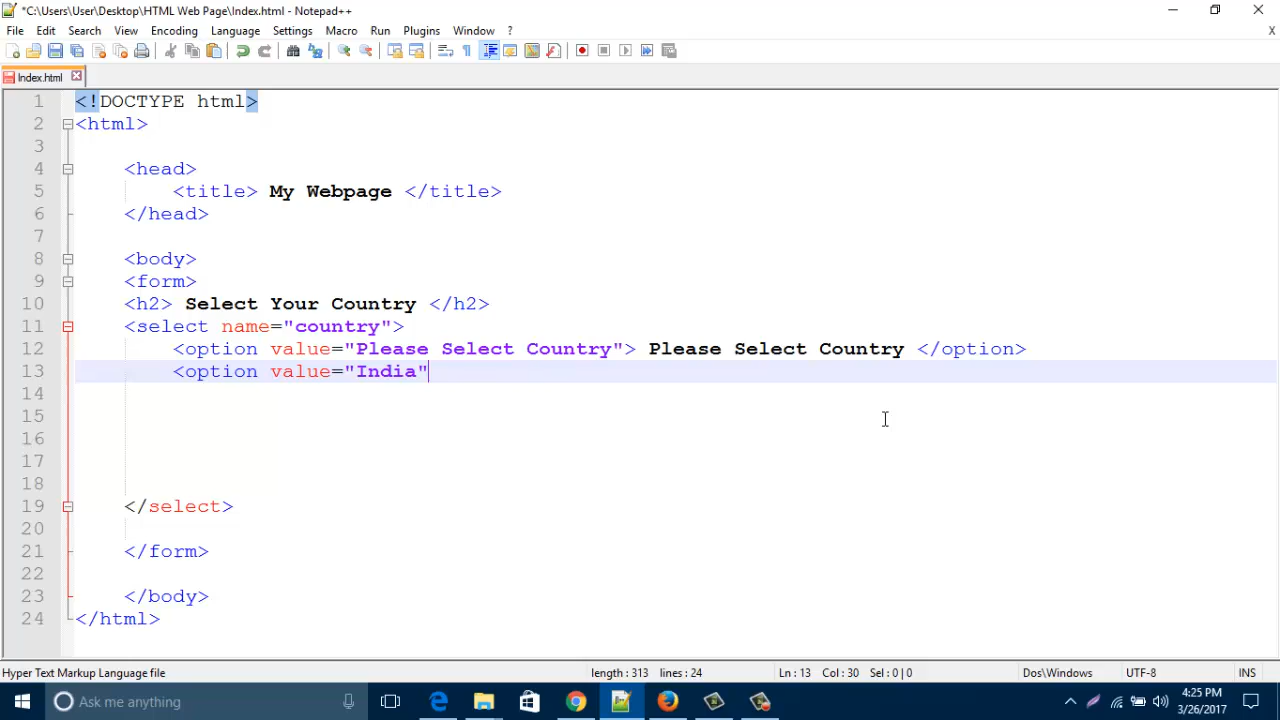 *C:\Users\User\Desktop\HTML Web Page\Index.html - Notepad++
File Edit Search View Encoding Language Settings Macro Run Plugins Window ? X
Index.html
1 <!DOCTYPE html>
2 <html>
3
4 <head>
5 <title> My Webpage </title>
6 </head>
7
8 <body>
9 <form>
10 <h2> Select Your Country </h2>
11 <select name="country">
12 <option value="Please Select Country"> Please Select Country </option>
13 <option value="India"
14
15
16
17
18
19 </select>
20
21 </form>
22
23 </body>
24 </html>
Hyper Text Markup Language file length : 313 lines : 24 Ln : 13 Col : 30 Sel : 0 | 0 Dos\Windows UTF-8 INS
Ask me anything
4:25 PM
3/26/2017